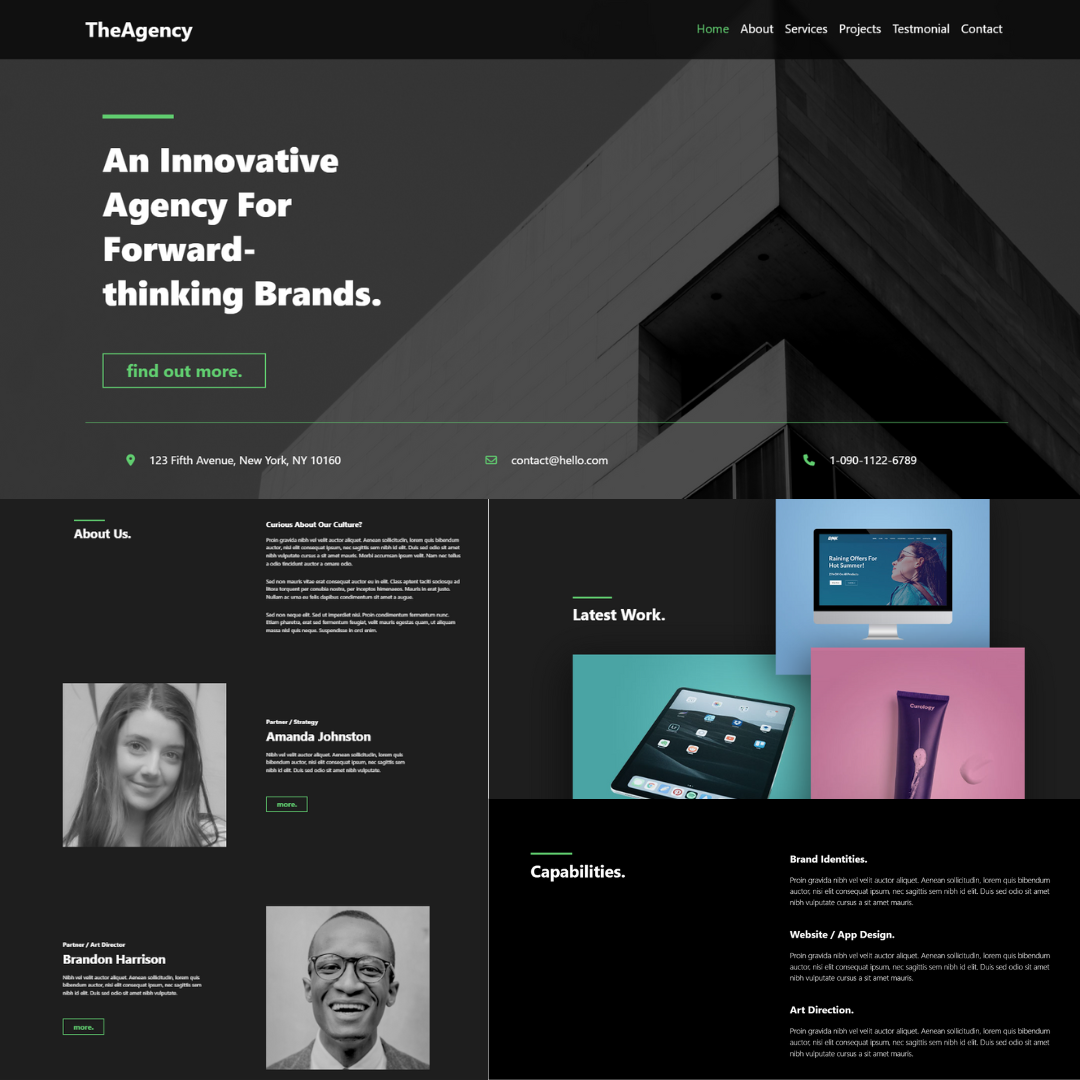 TheAgency
Home About Services Projects Testmonial Contact
An Innovative
Agency For
Forward-
thinking Brands.
find out more.
123 Fifth Avenue, New York, NY 10160
contact@hello.com
1-090-1122-6789
About Us.
Curious About Our Culture?
Proin gravida nibh vel velit auctor aliquet. Aenean sollicitudin, lorem quis bibendum
auctor, nisi elit consequat ipsum, nec sagittis sem nibh id elit. Duis sed odio sit amet
nibh vulputate cursus a sit amet mauris. Morbi accumsan ipsum velit. Nam nec tellus
a odio tincidunt auctor a ornare odio.
Sed non mauris vitae erat consequat auctor eu in elit. Class aptent taciti sociosqu ad
litora torquent per conubia nostra, per inceptos himenaeos. Mauris in erat justo.
Nullam ac urna eu felis dapibus condimentum sit amet a augue.
Sed non neque elit. Sed ut imperdiet nisi. Proin condimentum fermentum nunc.
Etiam pharetra, erat sed fermentum feugiat, velit mauris egestas quam, ut aliquam
massa nisl quis neque. Suspendisse in orci enim.
Partner / Strategy
Amanda Johnston
Nibh vel velit auctor aliquet. Aenean sollicitudin, lorem quis
bibendum auctor, nisi elit consequat ipsum, nec sagittis sem
nibh id elit. Duis sed odio sit amet nibh vulputate.
more.
Partner / Art Director
Brandon Harrison
Nibh vel velit auctor aliquet. Aenean sollicitudin, lorem quis
bibendum auctor, nisi elit consequat ipsum, nec sagittis sem
nibh id elit. Duis sed odio sit amet nibh vulputate.
more.
Latest Work.
Raining Offers For
Hot Summer!
Curology
Capabilities.
Brand Identities.
Proin gravida nibh vel velit auctor aliquet. Aenean sollicitudin, lorem quis bibendum
auctor, nisi elit consequat ipsum, nec sagittis sem nibh id elit. Duis sed odio sit amet
nibh vulputate cursus a sit amet mauris.
Website / App Design.
Proin gravida nibh vel velit auctor aliquet. Aenean sollicitudin, lorem quis bibendum
auctor, nisi elit consequat ipsum, nec sagittis sem nibh id elit. Duis sed odio sit amet
nibh vulputate cursus a sit amet mauris.
Art Direction.
Proin gravida nibh vel velit auctor aliquet. Aenean sollicitudin, lorem quis bibendum
auctor, nisi elit consequat ipsum, nec sagittis sem nibh id elit. Duis sed odio sit amet
nibh vulputate cursus a sit amet mauris.